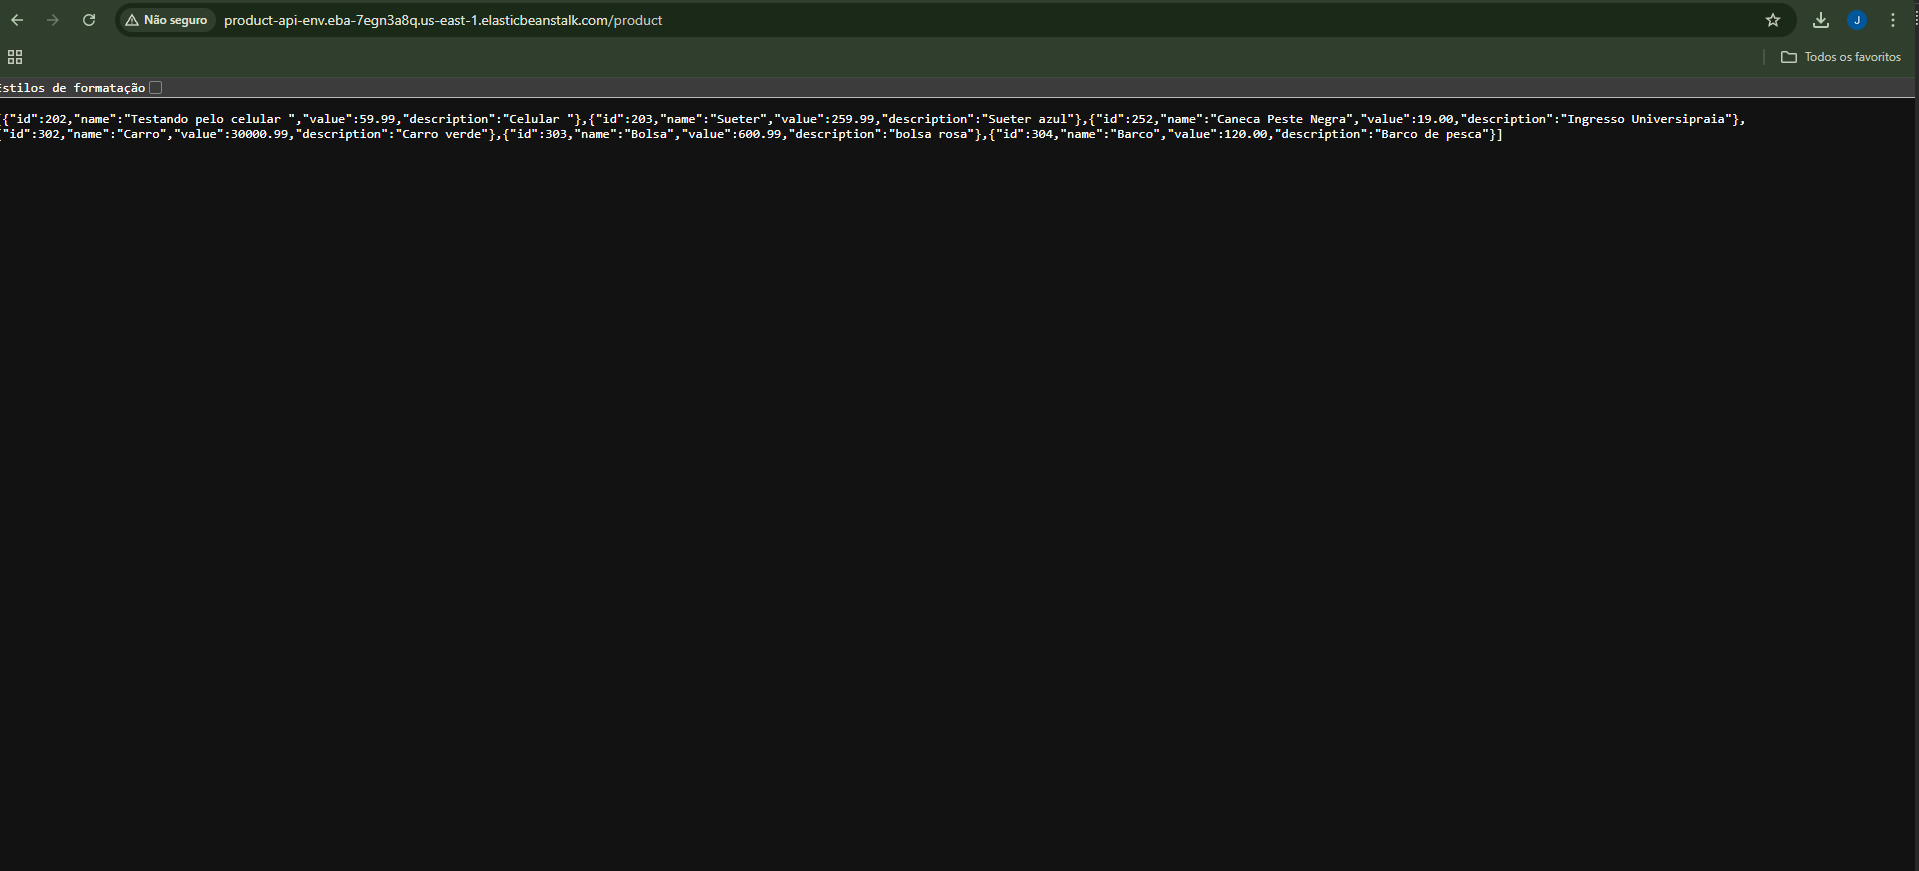 Não seguro product-api-env.eba-7egn3a8q.us-east-1.elasticbeanstalk.com/product J
Todos os favoritos
Estilos de formatação
[{"id":202,"name":"Testando pelo celular ","value":59.99,"description":"Celular "},{"id":203,"name":"Sueter","value":259.99,"description":"Sueter azul"},{"id":252,"name":"Caneca Peste Negra","value":19.00,"description":"Ingresso Universipraia"},
{"id":302,"name":"Carro","value":30000.99,"description":"Carro verde"},{"id":303,"name":"Bolsa","value":600.99,"description":"bolsa rosa"},{"id":304,"name":"Barco","value":120.00,"description":"Barco de pesca"}]